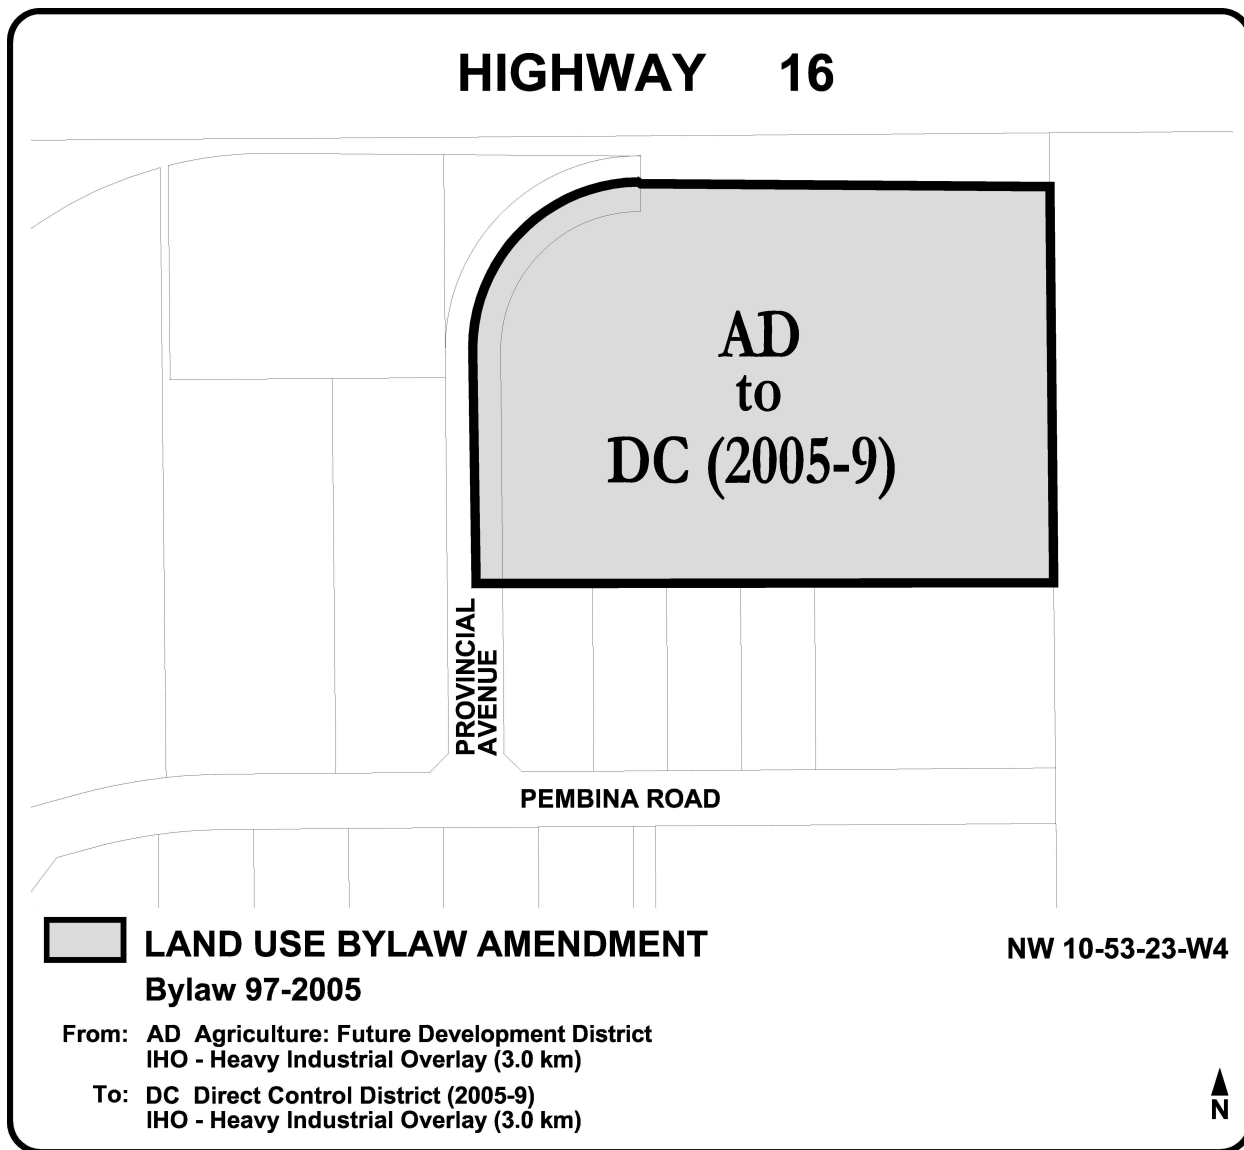 HIGHWAY 16
AD
to
DC (2005-9)
PROVINCIAL
AVENUE
PEMBINA ROAD
LAND USE BYLAW AMENDMENT
NW 10-53-23-W4
Bylaw 97-2005
From: AD Agriculture: Future Development District
IHO - Heavy Industrial Overlay (3.0 km)
To: DC Direct Control District (2005-9)
IHO - Heavy Industrial Overlay (3.0 km)
N